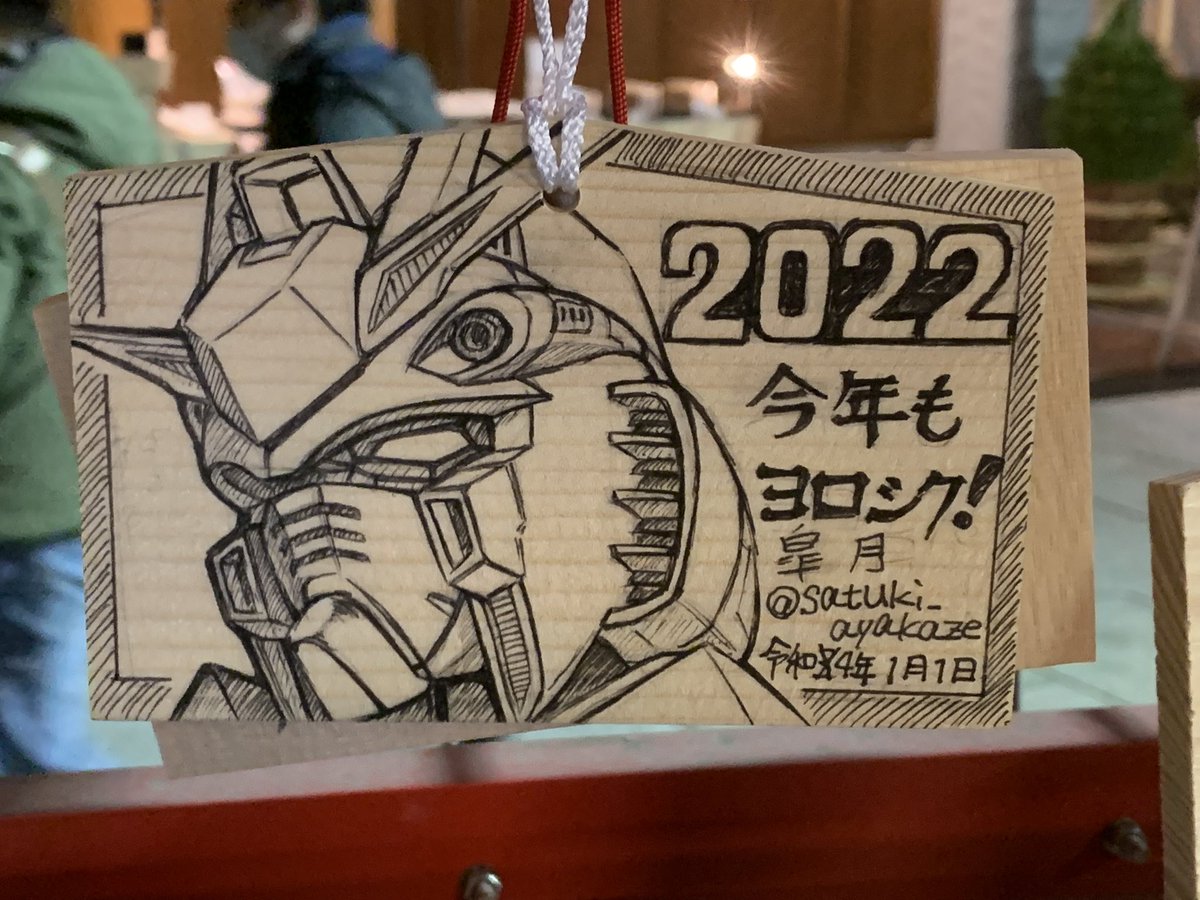 2022
今年も
ヨロシク!
皐月
@satuki_
ayakaze
令和4年1月1日